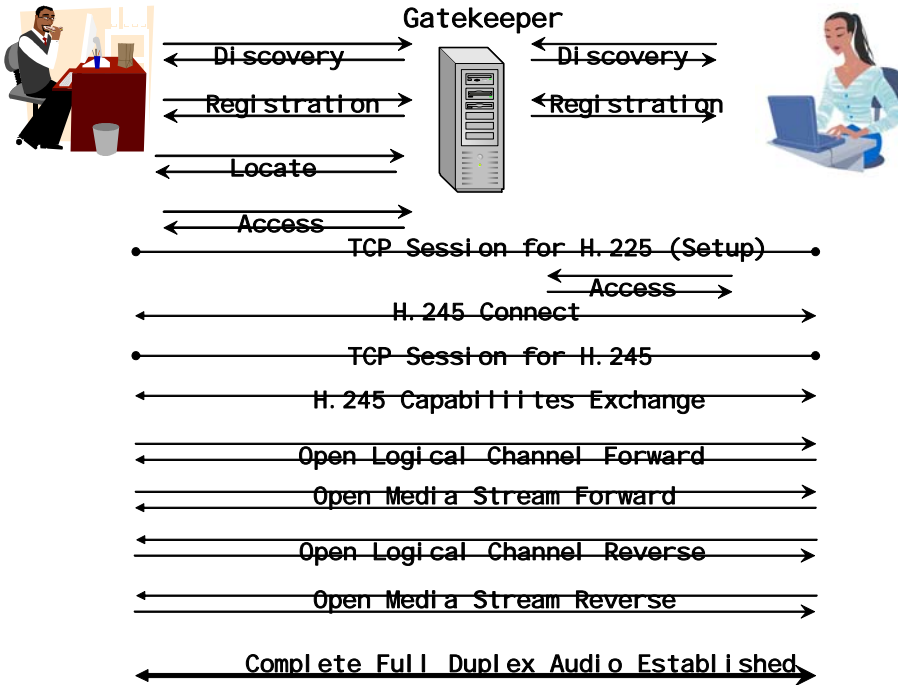 Gatekeeper
Discovery
Discovery
Registration
Registration
Locate
Access
TCP Session for H.225 (Setup)
Access
H.245 Connect
TCP Session for H.245
H.245 Capabiliites Exchange
Open Logical Channel Forward
Open Media Stream Forward
Open Logical Channel Reverse
Open Media Stream Reverse
Complete Full Duplex Audio Established